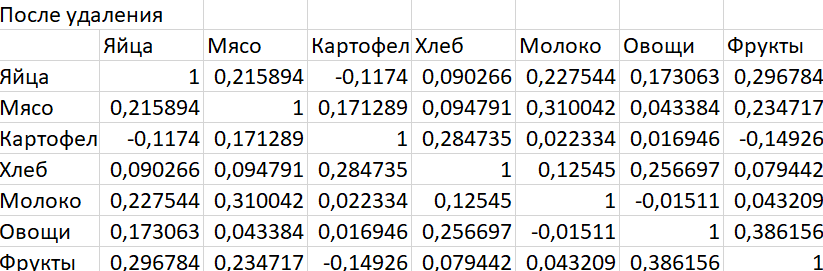 После удаления
Яйца Мясо Картофел Хлеб Молоко Овощи Фрукты
Яйца 1 0,215894 -0,1174 0,090266 0,227544 0,173063 0,296784
Мясо 0,215894 1 0,171289 0,094791 0,310042 0,043384 0,234717
Картофел -0,1174 0,171289 1 0,284735 0,022334 0,016946 -0,14926
Хлеб 0,090266 0,094791 0,284735 1 0,12545 0,256697 0,079442
Молоко 0,227544 0,310042 0,022334 0,12545 1 -0,01511 0,043209
Овощи 0,173063 0,043384 0,016946 0,256697 -0,01511 1 0,386156
Фрукты 0,296784 0,234717 -0,14926 0,079442 0,043209 0,386156 1